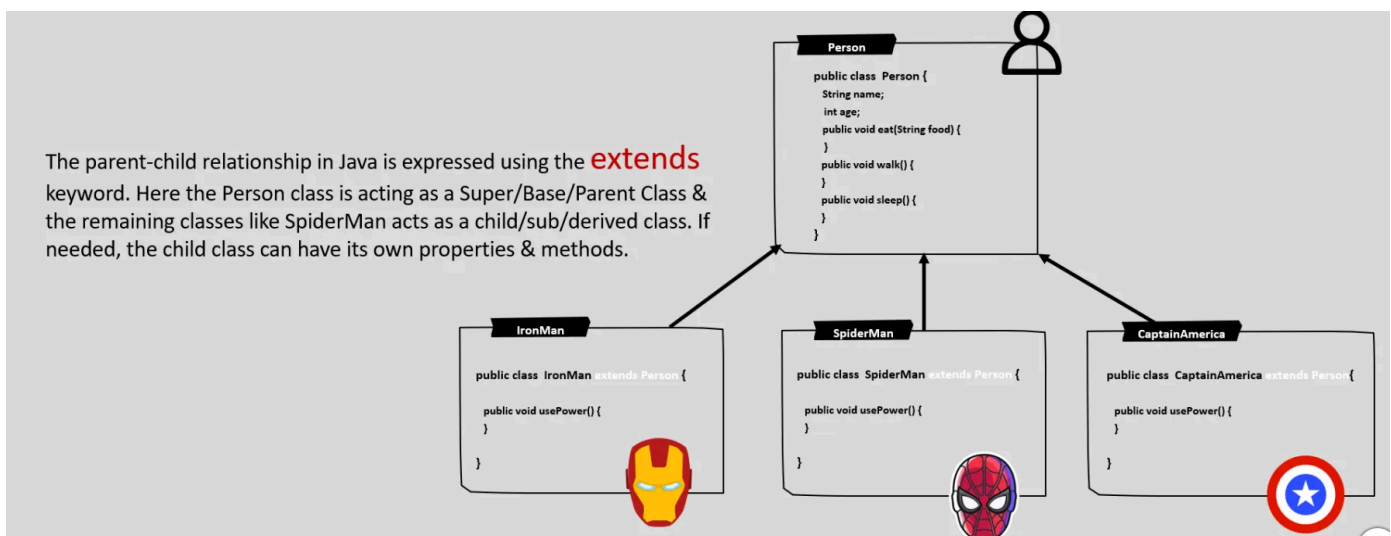 The parent-child relationship in Java is expressed using the extends
keyword. Here the Person class is acting as a Super/Base/Parent Class &
the remaining classes like SpiderMan acts as a child/sub/derived class. If
needed, the child class can have its own properties & methods.
Person
public class Person {
String name;
int age;
public void eat(String food) {
}
public void walk() {
}
public void sleep() {
}
}
IronMan
public class IronMan extends Person {
public void usePower() {
}
}
SpiderMan
public class SpiderMan extends Person {
public void usePower() {
}
}
CaptainAmerica
public class CaptainAmerica extends Person {
public void usePower() {
}
}